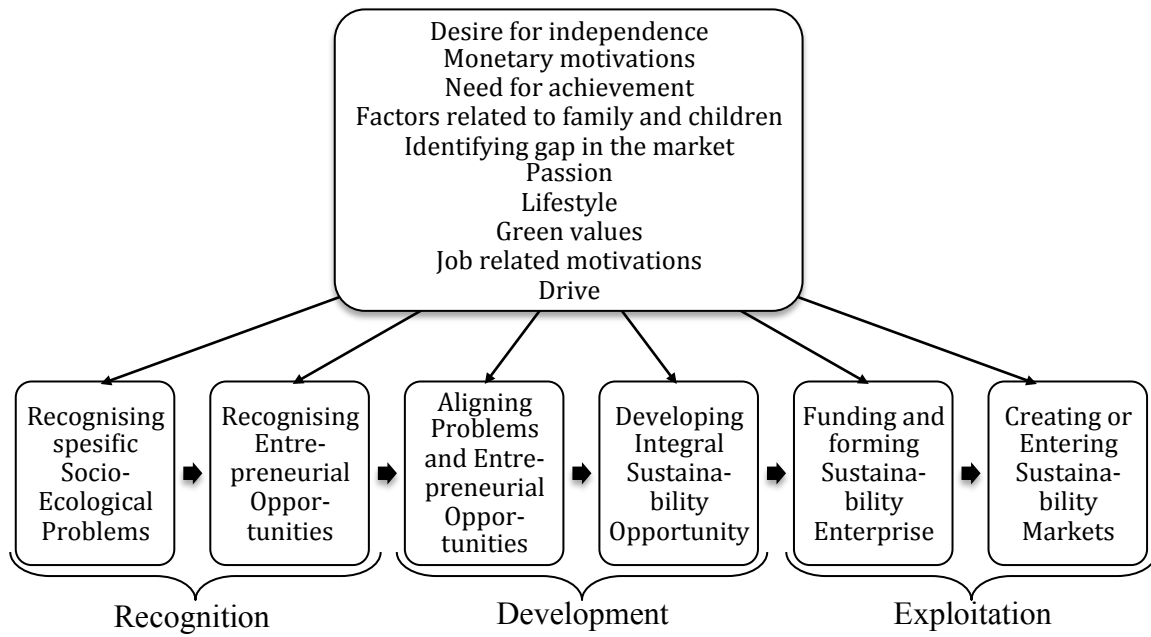 Desire for independence
Monetary motivations
Need for achievement
Factors related to family and children
Identifying gap in the market
Passion
Lifestyle
Green values
Job related motivations
Drive
Recognising
spesific
Socio-
Ecological
Problems
Recognising
Entre-
preneurial
Oppor-
tunities
Aligning
Problems
and Entre-
preneurial
Oppor-
tunities
Developing
Integral
Sustaina-
bility
Opportunity
Funding and
forming
Sustaina-
bility
Enterprise
Creating or
Entering
Sustaina-
bility
Markets
Recognition
Development
Exploitation